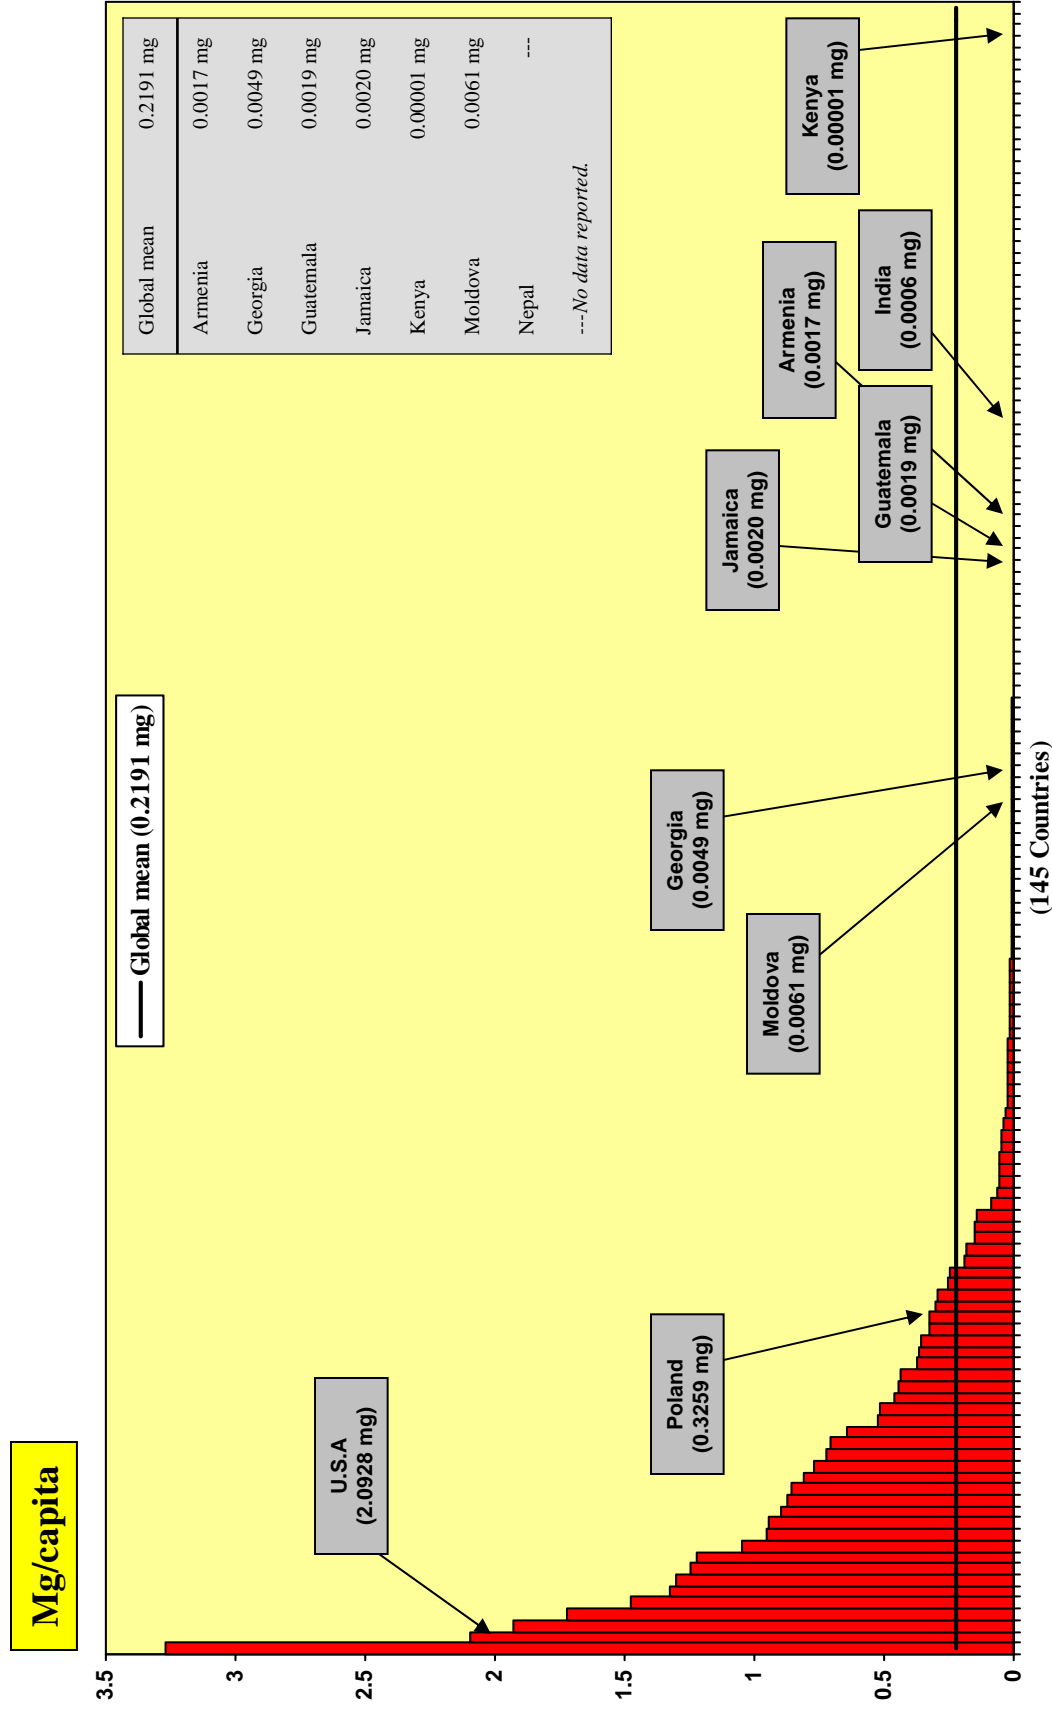 Mg/capita
3.5
3
2.5
2
1.5
1
0.5
0
Global mean (0.2191 mg)
Global mean 0.2191 mg
Armenia 0.0017 mg
Georgia 0.0049 mg
Guatemala 0.0019 mg
Jamaica 0.0020 mg
Kenya 0.00001 mg
Moldova 0.0061 mg
Nepal ---
---No data reported.
U.S.A
(2.0928 mg)
Poland
(0.3259 mg)
Moldova
(0.0061 mg)
Georgia
(0.0049 mg)
Jamaica
(0.0020 mg)
Guatemala
(0.0019 mg)
Armenia
(0.0017 mg)
India
(0.0006 mg)
Kenya
(0.00001 mg)
(145 Countries)